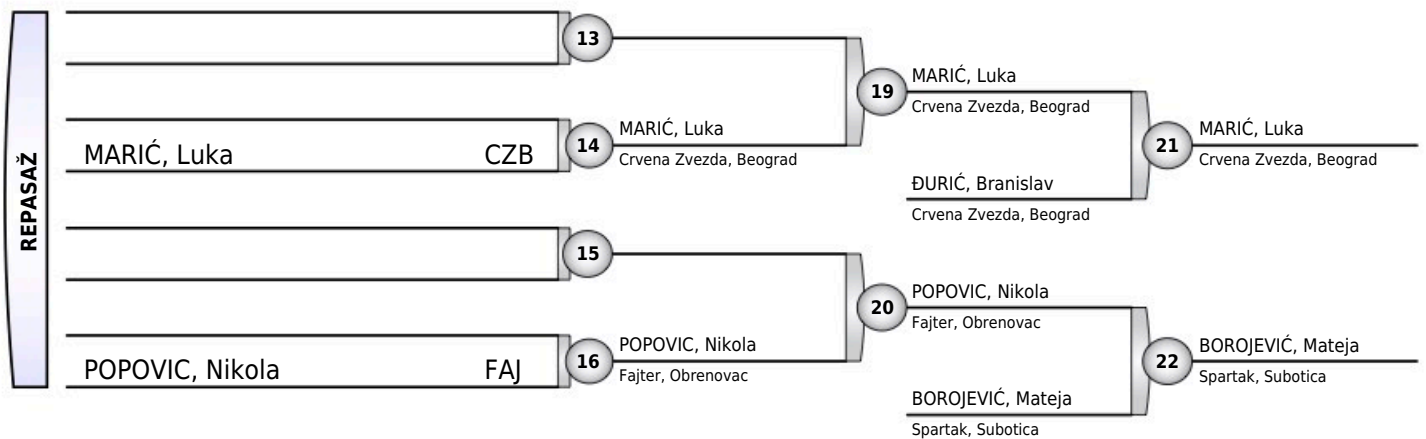 REPASAŽ
13
MARIĆ, Luka CZB
14
MARIĆ, Luka
Crvena Zvezda, Beograd
19
MARIĆ, Luka
Crvena Zvezda, Beograd
ĐURIĆ, Branislav
Crvena Zvezda, Beograd
21
MARIĆ, Luka
Crvena Zvezda, Beograd
15
POPOVIC, Nikola FAJ
16
POPOVIC, Nikola
Fajter, Obrenovac
20
POPOVIC, Nikola
Fajter, Obrenovac
BOROJEVIĆ, Mateja
Spartak, Subotica
22
BOROJEVIĆ, Mateja
Spartak, Subotica